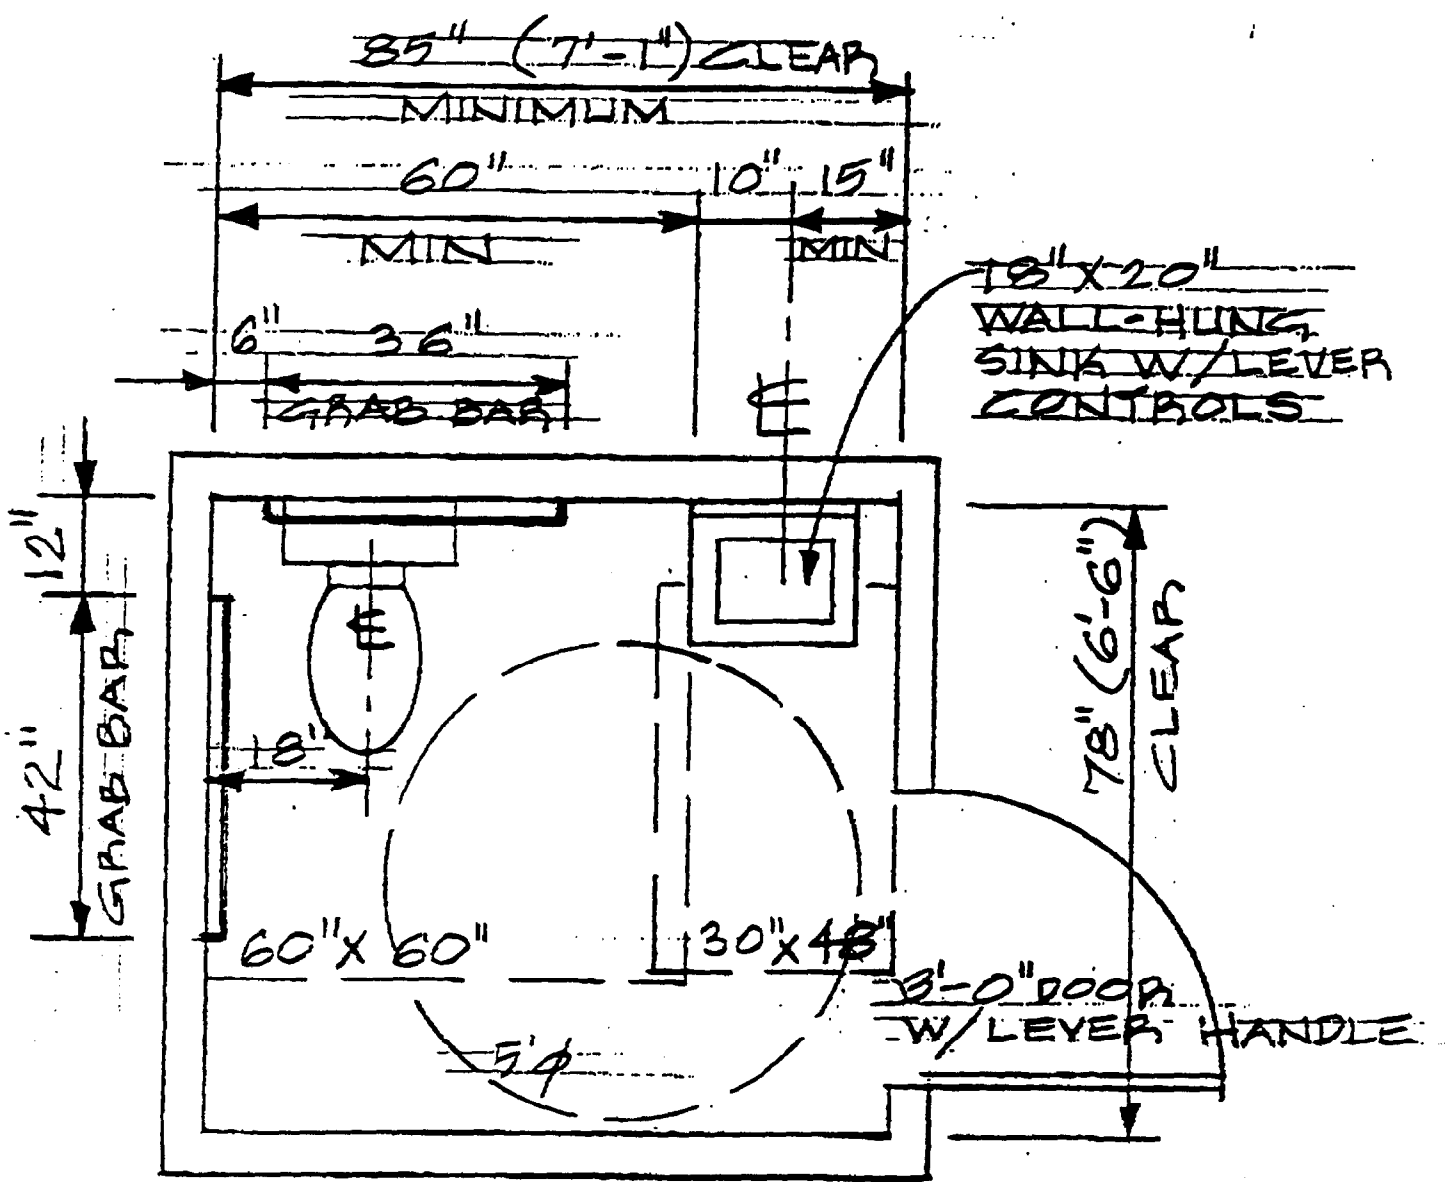 85" (7'-1") CLEAR
MINIMUM
60" 10" 15"
MIN MIN
6" 36"
GRAB BAR
℄
18" X 20"
WALL-HUNG
SINK W/LEVER
CONTROLS
12"
42"
GRAB BAR
℄
18"
78" (6'-6")
CLEAR
60" X 60"
30" X 48"
3'-0" DOOR
W/LEVER HANDLE
5'⌀